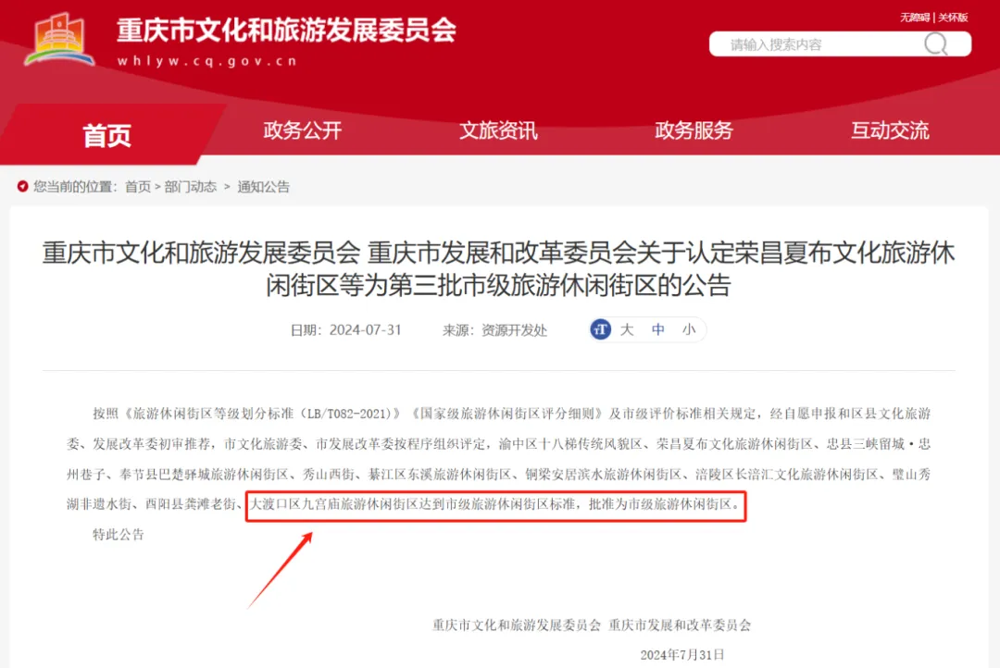 无障碍 | 关怀版
重庆市文化和旅游发展委员会
whlyw.cq.gov.cn
请输入搜索内容
首页
政务公开
文旅资讯
政务服务
互动交流
您当前的位置：首页 > 部门动态 > 通知公告
重庆市文化和旅游发展委员会 重庆市发展和改革委员会关于认定荣昌夏布文化旅游休
闲街区等为第三批市级旅游休闲街区的公告
日期：2024-07-31 来源：资源开发处 тT 大 中 小
按照《旅游休闲街区等级划分标准（LB/T082-2021)》《国家级旅游休闲街区评分细则》及市级评价标准相关规定，经自愿申报和区县文化旅游
委、发展改革委初审推荐，市文化旅游委、市发展改革委按程序组织评定，渝中区十八梯传统风貌区、荣昌夏布文化旅游休闲街区、忠县三峡留城·忠
州巷子、奉节县巴楚驿城旅游休闲街区、秀山西街、綦江区东溪旅游休闲街区、铜梁安居滨水旅游休闲街区、涪陵区长涪汇文化旅游休闲街区、璧山秀
湖非遗水街、酉阳县龚滩老街、大渡口区九宫庙旅游休闲街区达到市级旅游休闲街区标准，批准为市级旅游休闲街区。
特此公告
重庆市文化和旅游发展委员会 重庆市发展和改革委员会
2024年7月31日